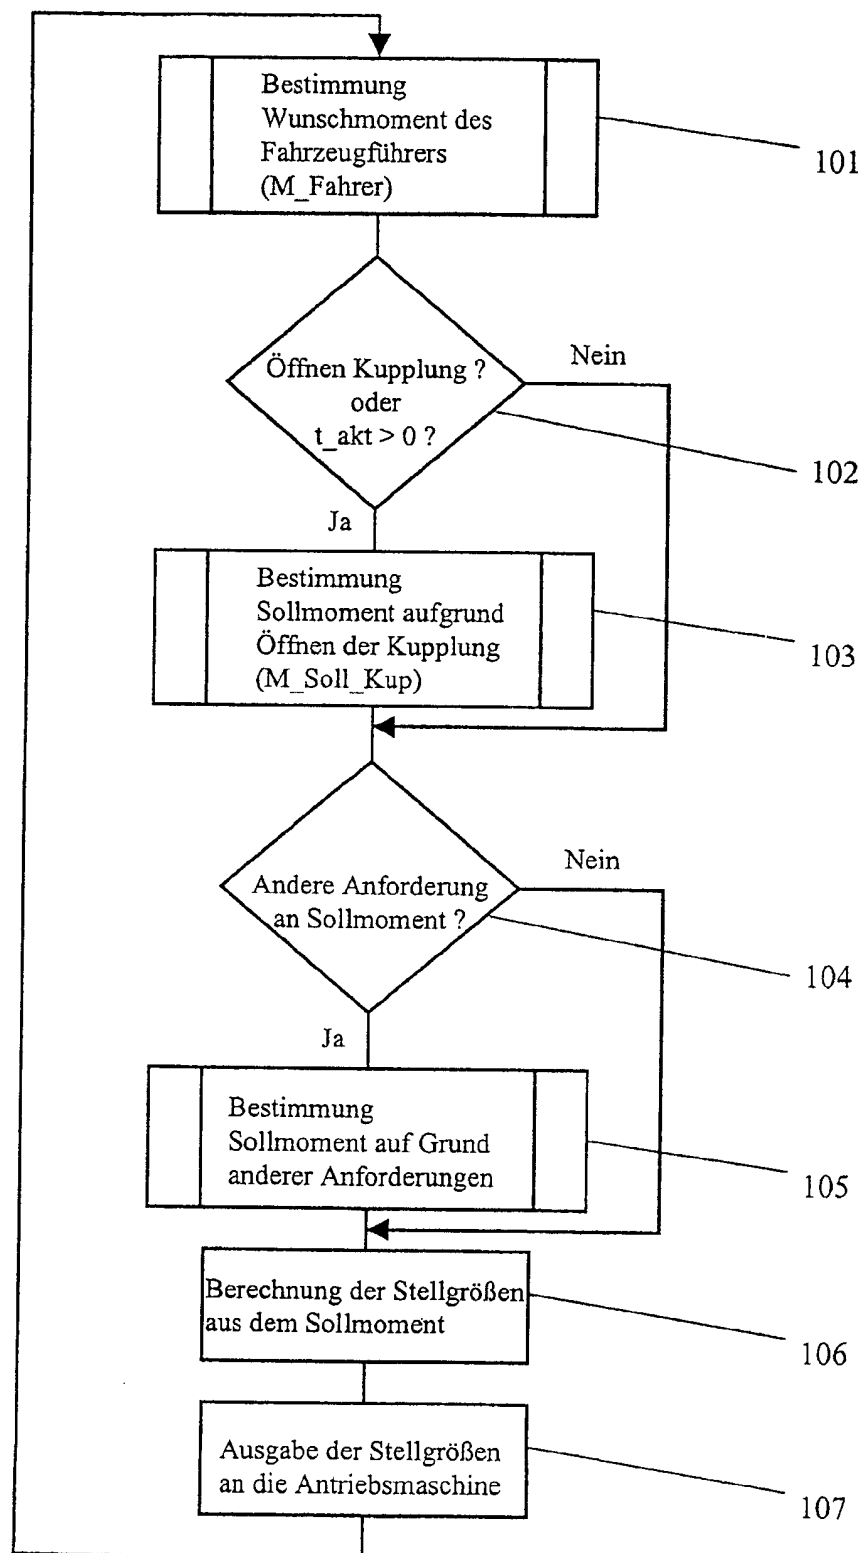 Bestimmung
Wunschmoment des
Fahrzeugführers
(M_Fahrer)
101
Öffnen Kupplung ?
oder
t_akt > 0 ?
Nein
102
Ja
Bestimmung
Sollmoment aufgrund
Öffnen der Kupplung
(M_Soll_Kup)
103
Andere Anforderung
an Sollmoment ?
Nein
104
Ja
Bestimmung
Sollmoment auf Grund
anderer Anforderungen
105
Berechnung der Stellgrößen
aus dem Sollmoment
106
Ausgabe der Stellgrößen
an die Antriebsmaschine
107